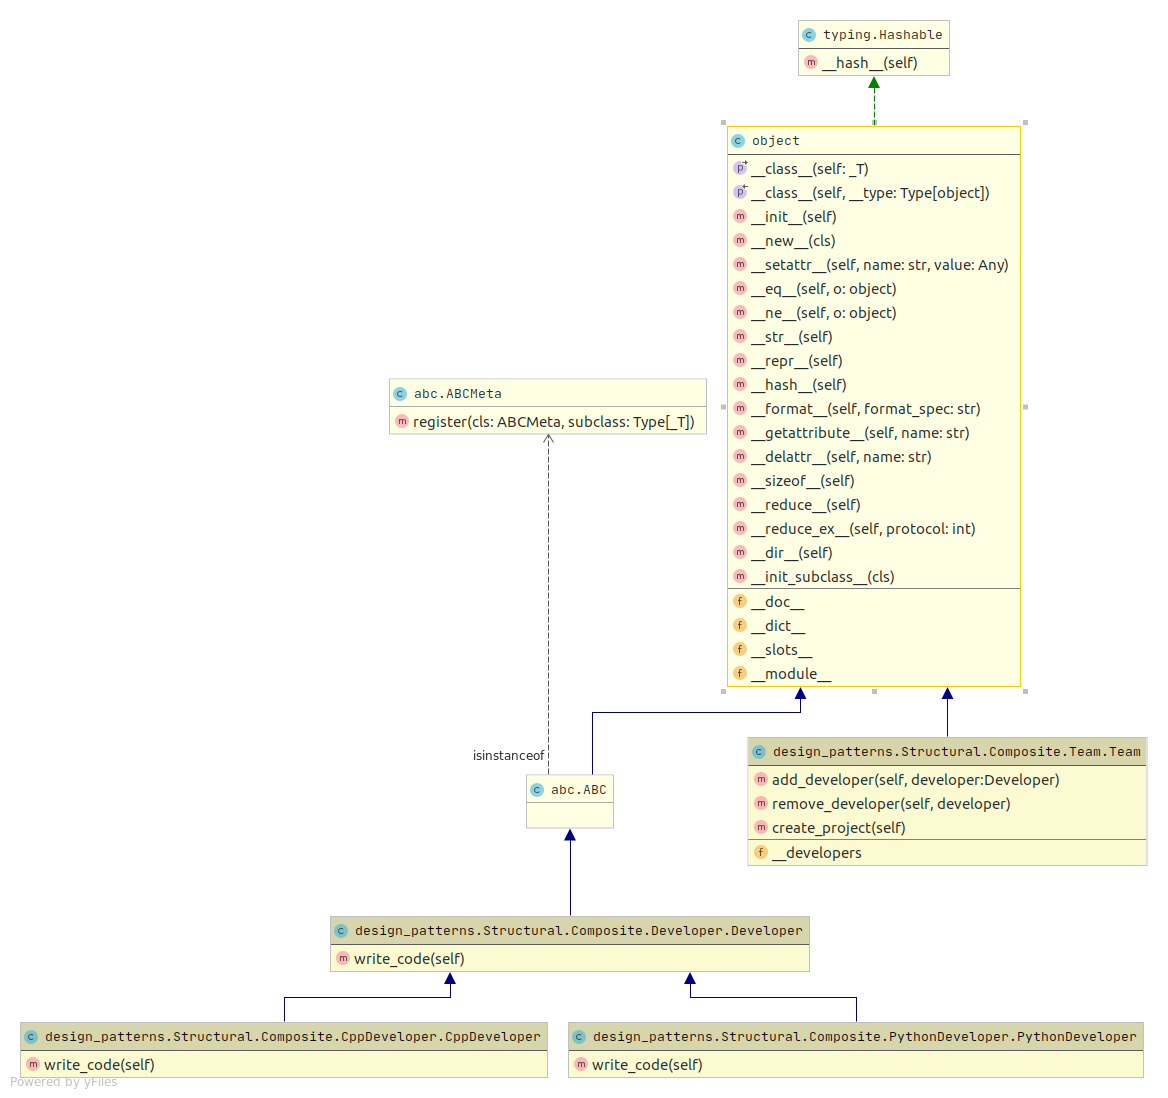 C typing.Hashable
m __hash__(self)
C object
p __class__(self: _T)
p __class__(self, __type: Type[object])
m __init__(self)
m __new__(cls)
m __setattr__(self, name: str, value: Any)
m __eq__(self, o: object)
m __ne__(self, o: object)
m __str__(self)
m __repr__(self)
m __hash__(self)
m __format__(self, format_spec: str)
m __getattribute__(self, name: str)
m __delattr__(self, name: str)
m __sizeof__(self)
m __reduce__(self)
m __reduce_ex__(self, protocol: int)
m __dir__(self)
m __init_subclass__(cls)
f __doc__
f __dict__
f __slots__
f __module__
C abc.ABCMeta
m register(cls: ABCMeta, subclass: Type[_T])
isinstanceof
C abc.ABC
C design_patterns.Structural.Composite.Team.Team
m add_developer(self, developer:Developer)
m remove_developer(self, developer)
m create_project(self)
f __developers
C design_patterns.Structural.Composite.Developer.Developer
m write_code(self)
C design_patterns.Structural.Composite.CppDeveloper.CppDeveloper
m write_code(self)
C design_patterns.Structural.Composite.PythonDeveloper.PythonDeveloper
m write_code(self)
Powered by yFiles